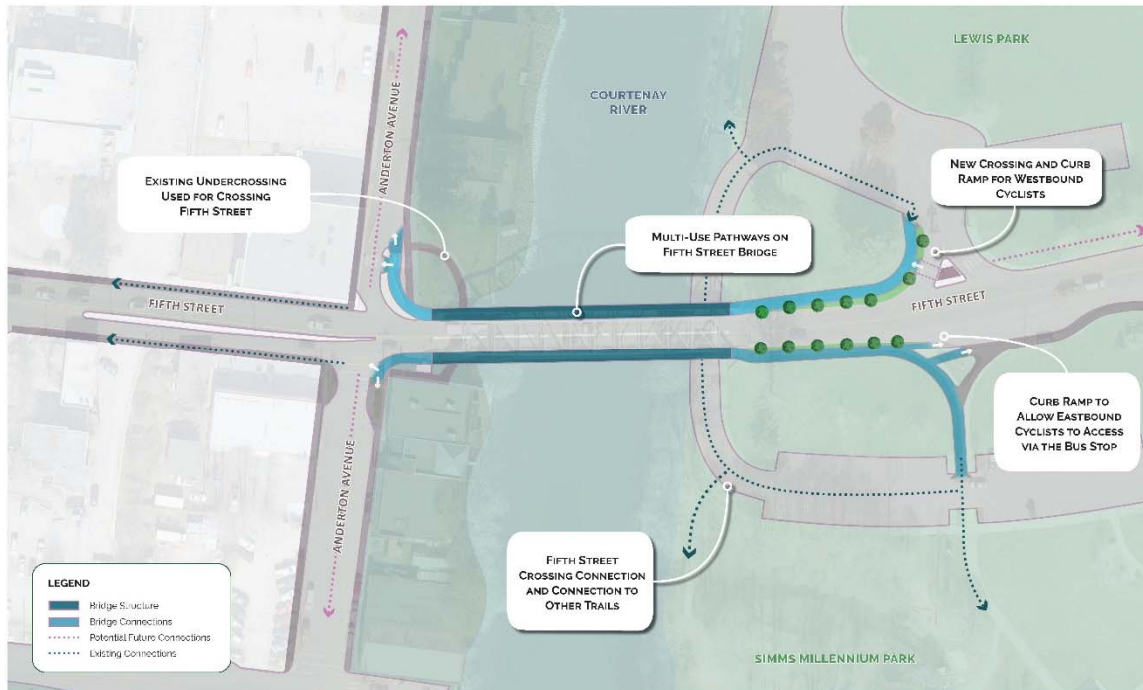 LEWIS PARK
COURTENAY
RIVER
ANDERTON AVENUE
EXISTING UNDERCROSSING
USED FOR CROSSING
FIFTH STREET
NEW CROSSING AND CURB
RAMP FOR WESTBOUND
CYCLISTS
MULTI-USE PATHWAYS ON
FIFTH STREET BRIDGE
FIFTH STREET
FIFTH STREET
CURB RAMP TO
ALLOW EASTBOUND
CYCLISTS TO ACCESS
VIA THE BUS STOP
ANDERTON AVENUE
FIFTH STREET
CROSSING CONNECTION
AND CONNECTION TO
OTHER TRAILS
LEGEND
Bridge Structure
Bridge Connections
Potential Future Connections
Existing Connections
SIMMS MILLENNIUM PARK